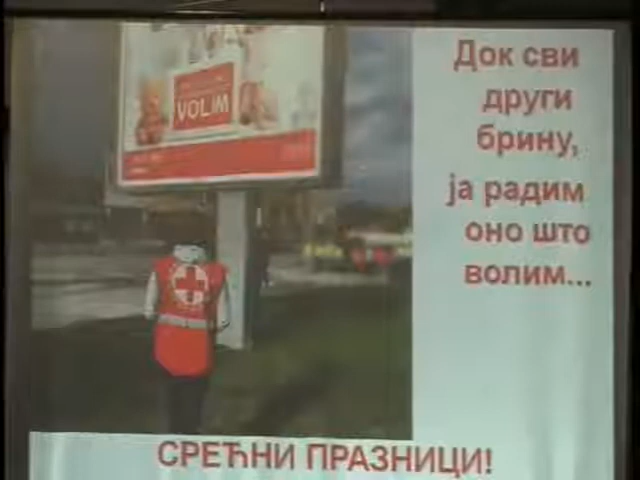 VOLIM
Док сви
други
брину,
ја радим
оно што
волим...
СРЕЋНИ ПРАЗНИЦИ!